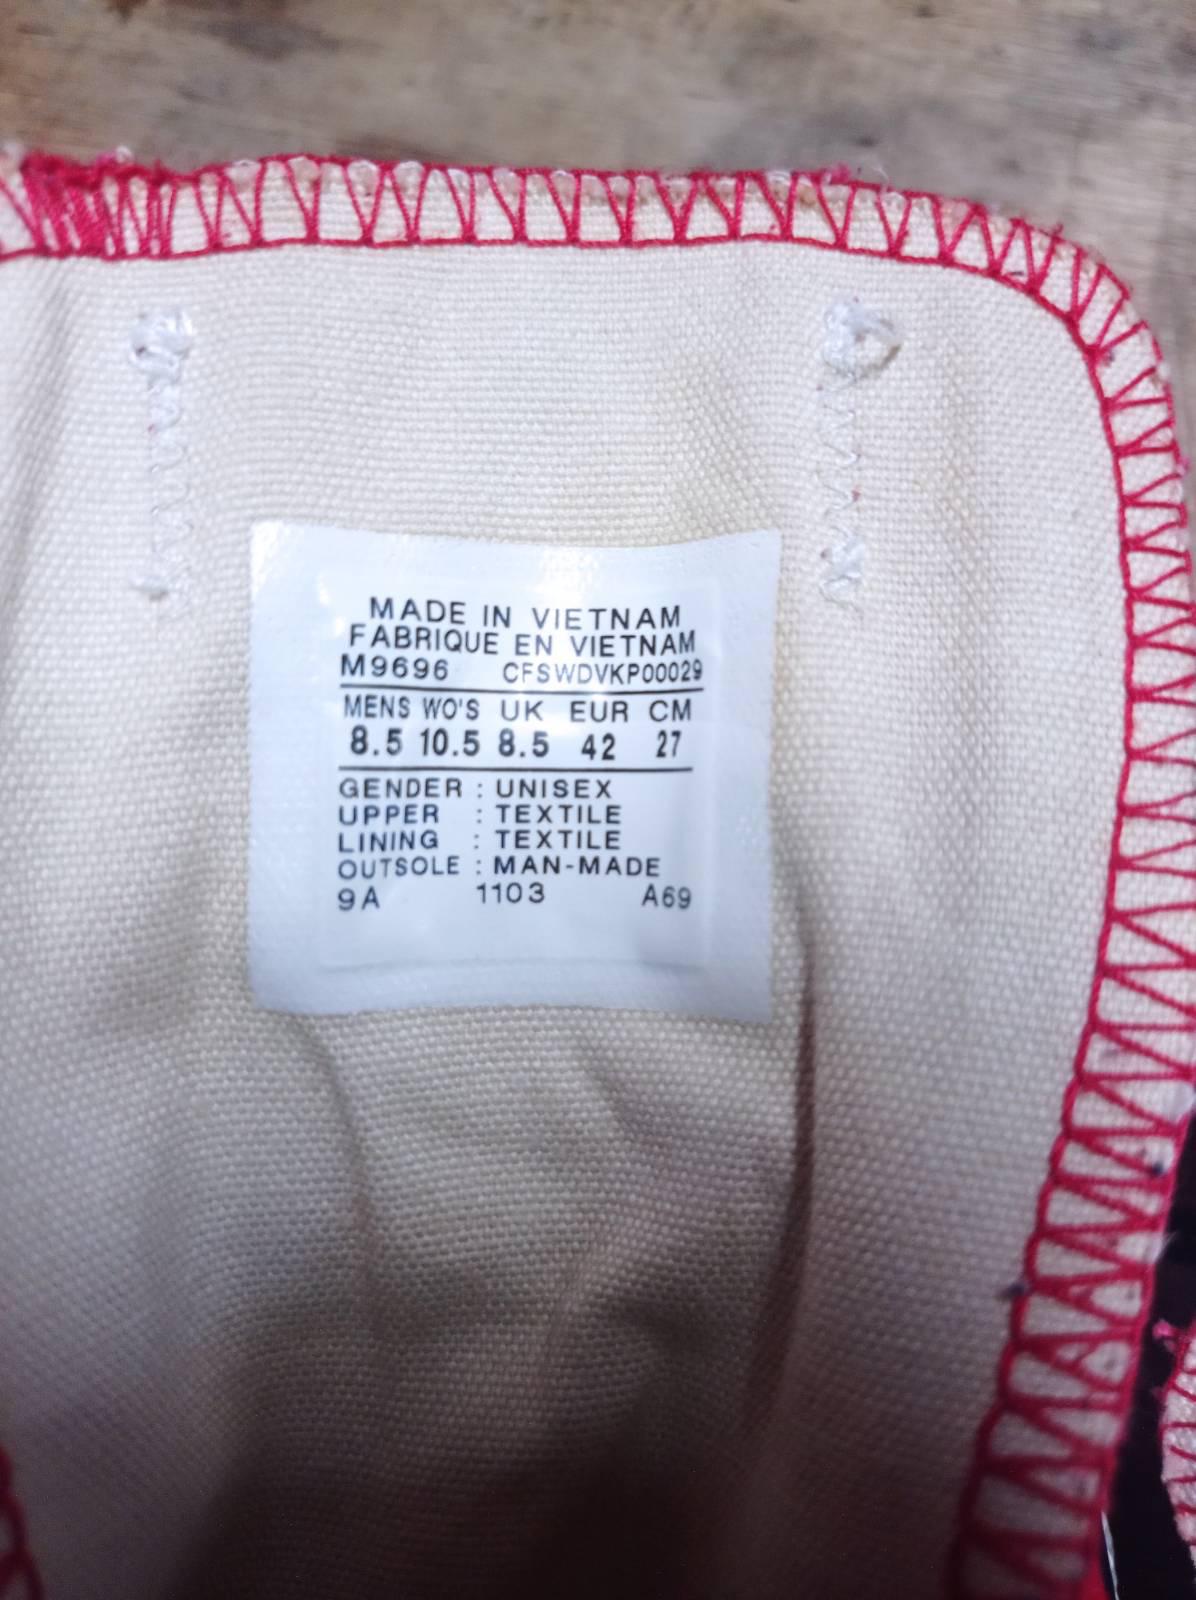 MADE IN VIETNAM
FABRIQUE EN VIETNAM
M9696 CFSWDVKP00029
MENS WO'S UK EUR CM
8.5 10.5 8.5 42 27
GENDER : UNISEX
UPPER : TEXTILE
LINING : TEXTILE
OUTSOLE : MAN-MADE
9A 1103 A69